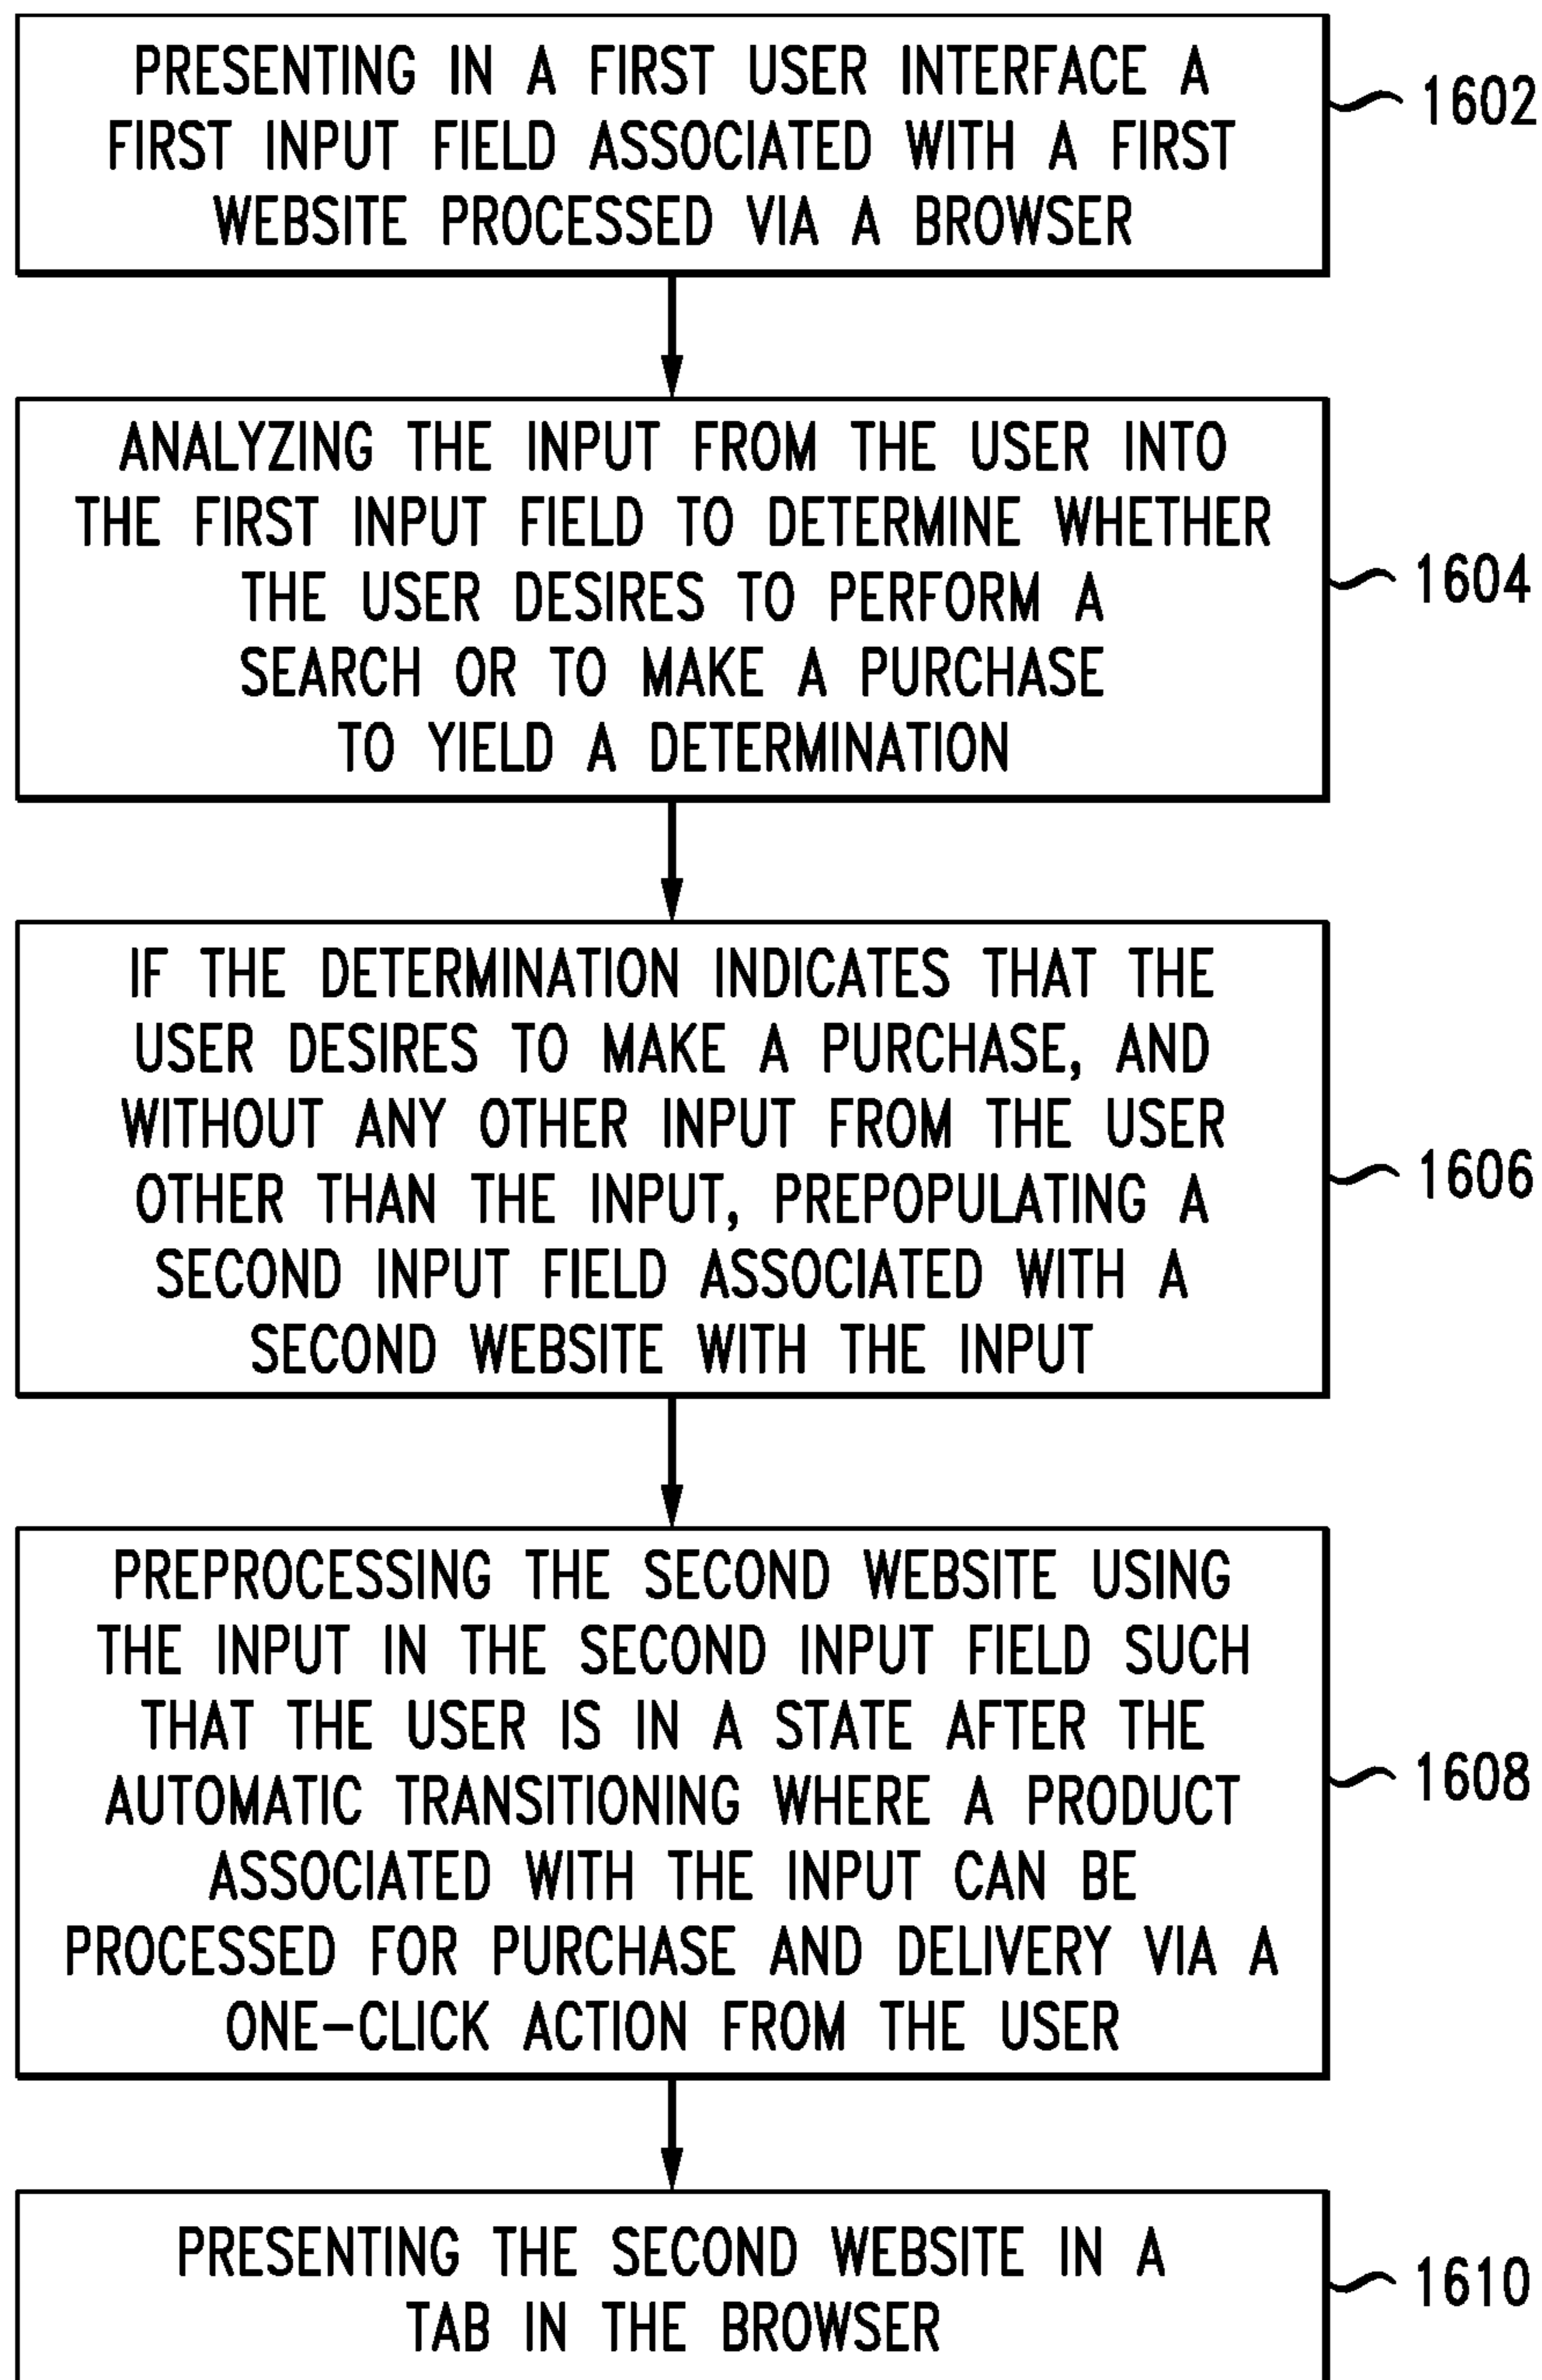 PRESENTING IN A FIRST USER INTERFACE A
FIRST INPUT FIELD ASSOCIATED WITH A FIRST
WEBSITE PROCESSED VIA A BROWSER
1602
ANALYZING THE INPUT FROM THE USER INTO
THE FIRST INPUT FIELD TO DETERMINE WHETHER
THE USER DESIRES TO PERFORM A
SEARCH OR TO MAKE A PURCHASE
TO YIELD A DETERMINATION
1604
IF THE DETERMINATION INDICATES THAT THE
USER DESIRES TO MAKE A PURCHASE, AND
WITHOUT ANY OTHER INPUT FROM THE USER
OTHER THAN THE INPUT, PREPOPULATING A
SECOND INPUT FIELD ASSOCIATED WITH A
SECOND WEBSITE WITH THE INPUT
1606
PREPROCESSING THE SECOND WEBSITE USING
THE INPUT IN THE SECOND INPUT FIELD SUCH
THAT THE USER IS IN A STATE AFTER THE
AUTOMATIC TRANSITIONING WHERE A PRODUCT
ASSOCIATED WITH THE INPUT CAN BE
PROCESSED FOR PURCHASE AND DELIVERY VIA A
ONE-CLICK ACTION FROM THE USER
1608
PRESENTING THE SECOND WEBSITE IN A
TAB IN THE BROWSER
1610